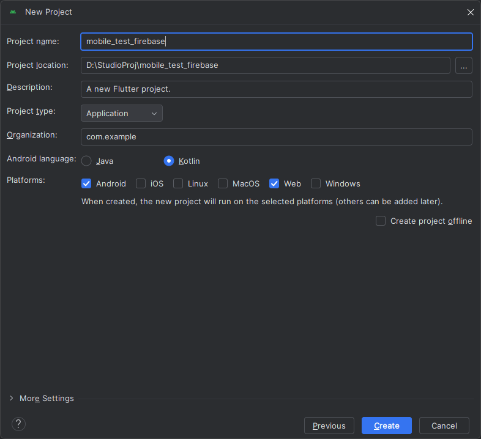 New Project
Project name: mobile_test_firebase
Project location: D:\StudioProj\mobile_test_firebase ...
Description: A new Flutter project.
Project type: Application
Organization: com.example
Android language: Java Kotlin
Platforms: Android iOS Linux MacOS Web Windows
When created, the new project will run on the selected platforms (others can be added later).
Create project offline
More Settings
? Previous Create Cancel